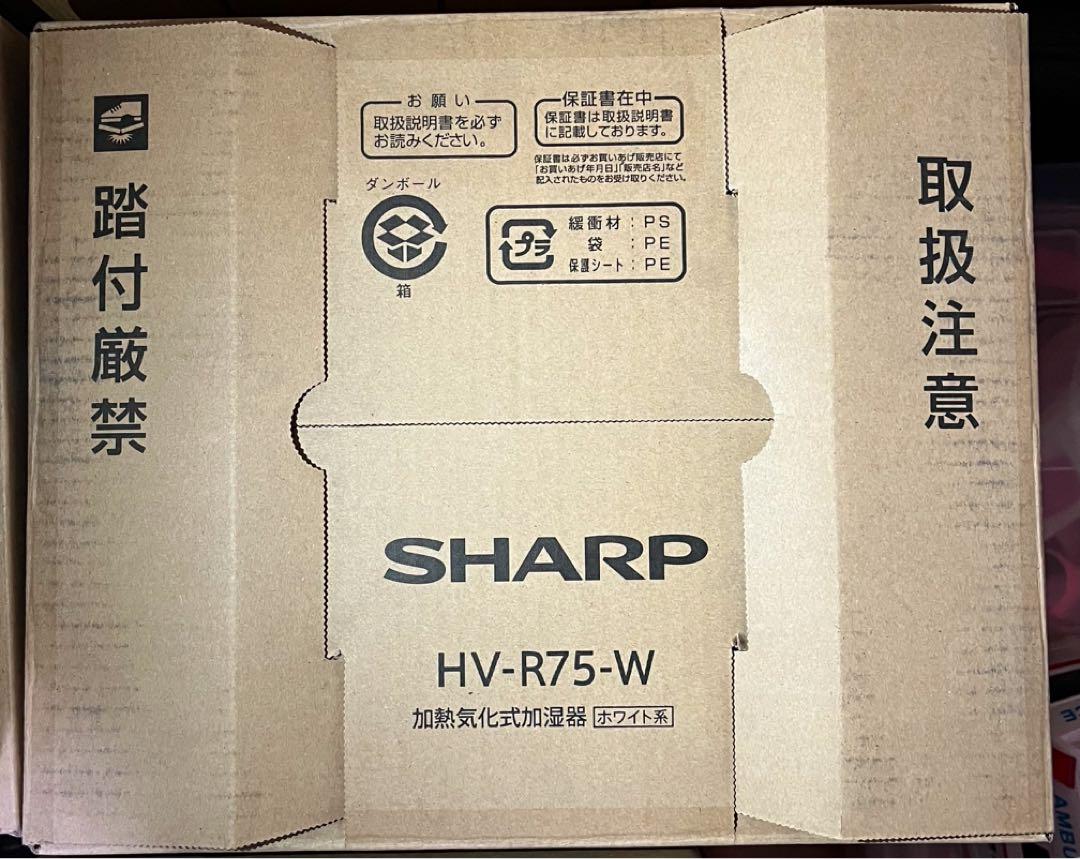 踏付厳禁
お願い
取扱説明書を必ず
お読みください。
保証書在中
保証書は取扱説明書
に記載しております。
保証書は必ずお買いあげ販売店にて
「お買いあげ年月日」「販売店名」など
記入されたものをお受け取りください。
ダンボール
箱
プラ
緩衝材：PS
袋：PE
保護シート：PE
取扱注意
SHARP
HV-R75-W
加熱気化式加湿器 ホワイト系